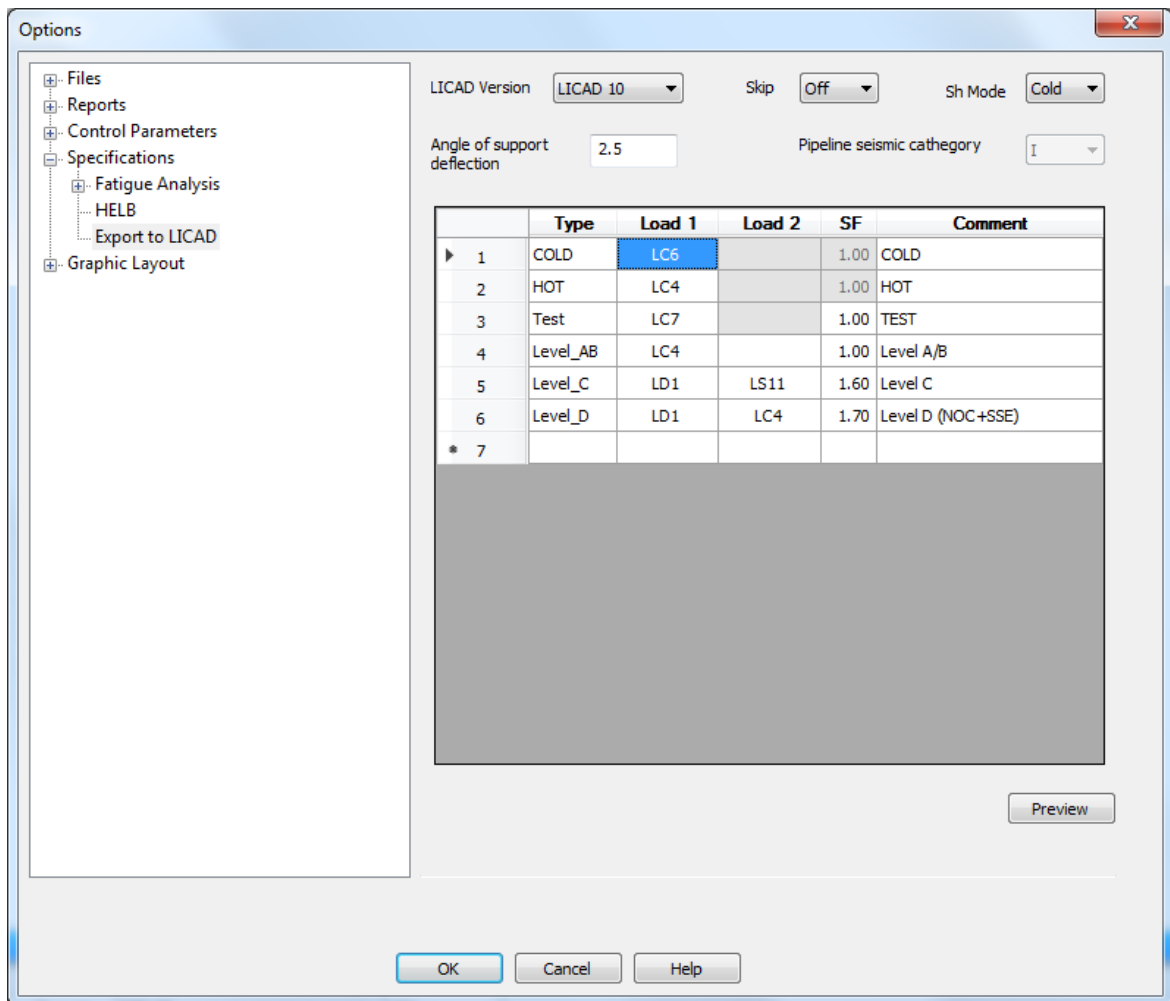 Options
Files
Reports
Control Parameters
Specifications
Fatigue Analysis
HELB
Export to LICAD
Graphic Layout
LICAD Version LICAD 10 Skip Off Sh Mode Cold
Angle of support
deflection 2.5 Pipeline seismic cathegory I
Type Load 1 Load 2 SF Comment
1 COLD LC6 1.00 COLD
2 HOT LC4 1.00 HOT
3 Test LC7 1.00 TEST
4 Level_AB LC4 1.00 Level A/B
5 Level_C LD1 LS11 1.60 Level C
6 Level_D LD1 LC4 1.70 Level D (NOC+SSE)
* 7
Preview
OK Cancel Help